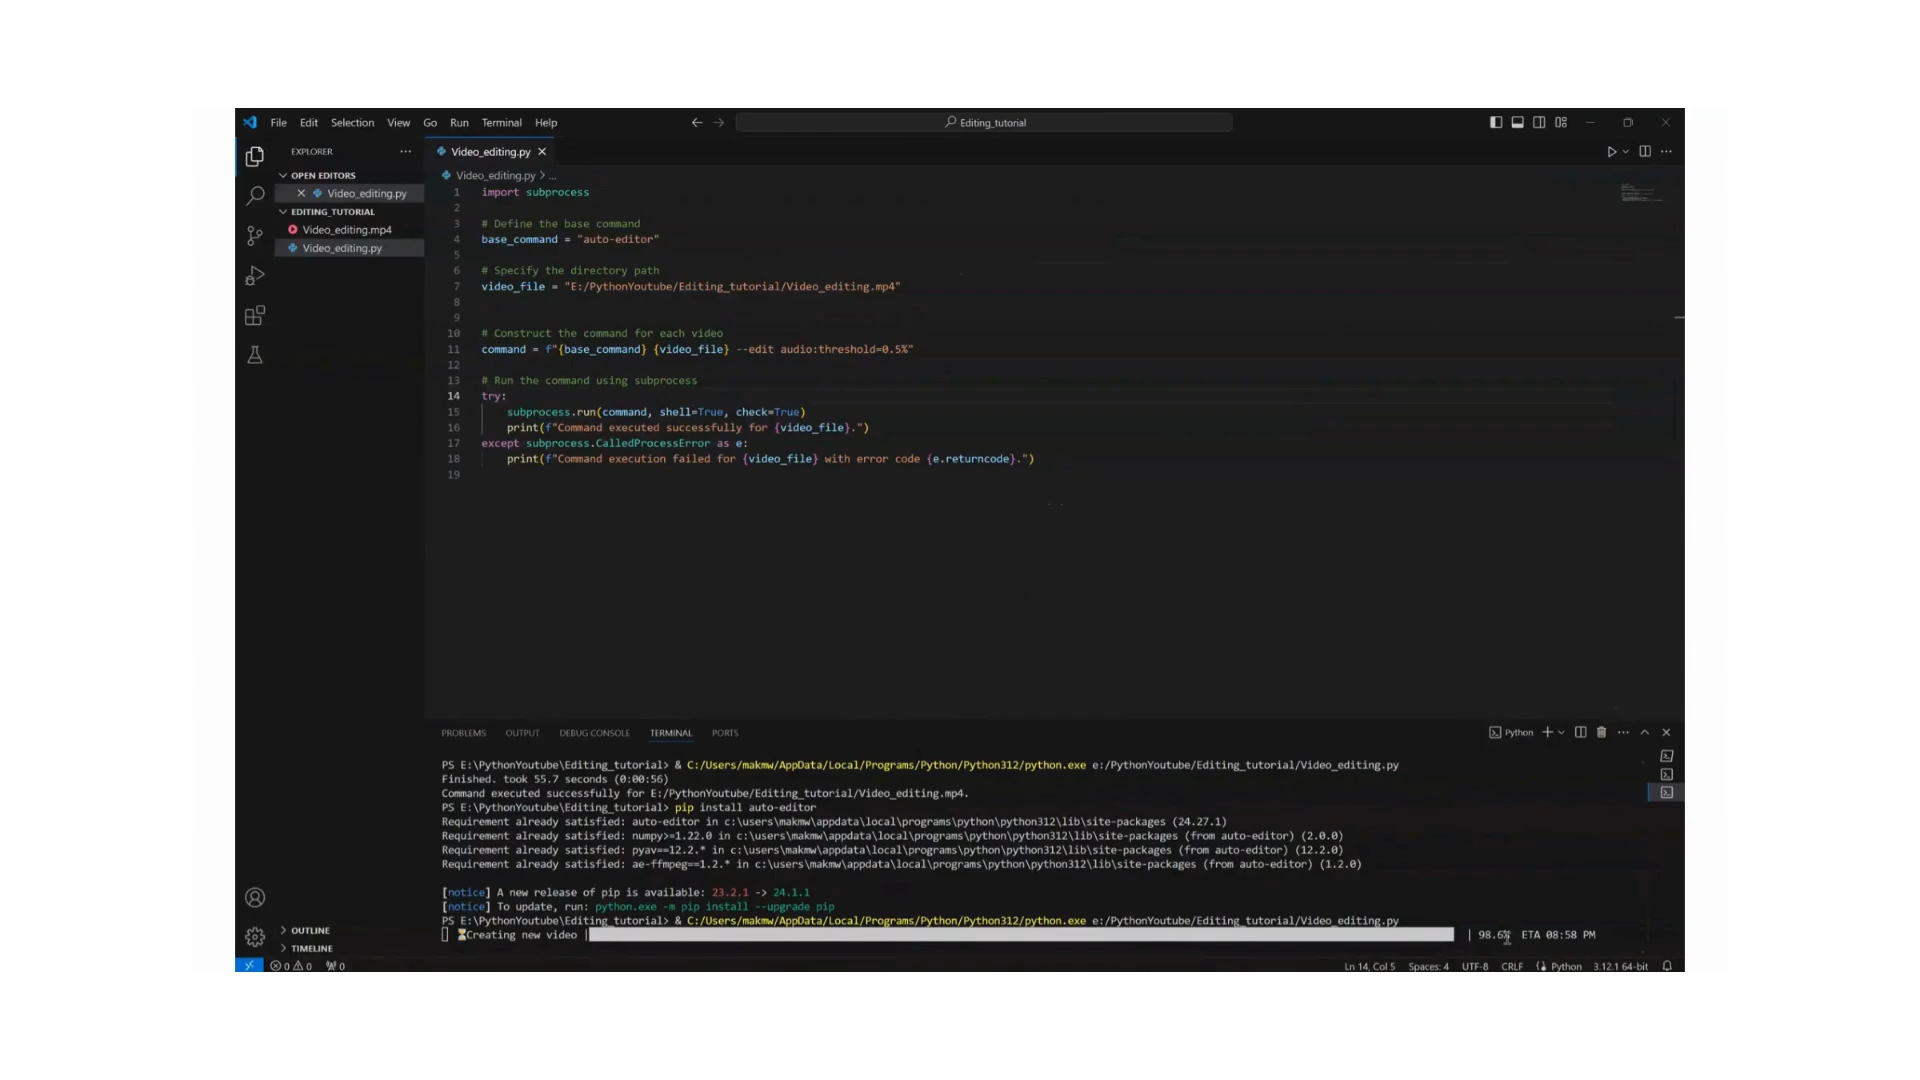 File Edit Selection View Go Run Terminal Help
Editing_tutorial
EXPLORER
Video_editing.py
OPEN EDITORS
Video_editing.py
EDITING_TUTORIAL
Video_editing.mp4
Video_editing.py
Video_editing.py > ...
1 import subprocess
2
3 # Define the base command
4 base_command = "auto-editor"
5
6 # Specify the directory path
7 video_file = "E:/PythonYoutube/Editing_tutorial/Video_editing.mp4"
8
9
10 # Construct the command for each video
11 command = f"{base_command} {video_file} --edit audio:threshold=0.5%"
12
13 # Run the command using subprocess
14 try:
15 subprocess.run(command, shell=True, check=True)
16 print(f"Command executed successfully for {video_file}.")
17 except subprocess.CalledProcessError as e:
18 print(f"Command execution failed for {video_file} with error code {e.returncode}.")
19
PROBLEMS OUTPUT DEBUG CONSOLE TERMINAL PORTS
Python
PS E:\PythonYoutube\Editing_tutorial> & C:/Users/makmw/AppData/Local/Programs/Python/Python312/python.exe e:/PythonYoutube/Editing_tutorial/Video_editing.py
Finished. took 55.7 seconds (0:00:56)
Command executed successfully for E:/PythonYoutube/Editing_tutorial/Video_editing.mp4.
PS E:\PythonYoutube\Editing_tutorial> pip install auto-editor
Requirement already satisfied: auto-editor in c:\users\makmw\appdata\local\programs\python\python312\lib\site-packages (24.27.1)
Requirement already satisfied: numpy>=1.22.0 in c:\users\makmw\appdata\local\programs\python\python312\lib\site-packages (from auto-editor) (2.0.0)
Requirement already satisfied: pyav==12.2.* in c:\users\makmw\appdata\local\programs\python\python312\lib\site-packages (from auto-editor) (12.2.0)
Requirement already satisfied: ae-ffmpeg==1.2.* in c:\users\makmw\appdata\local\programs\python\python312\lib\site-packages (from auto-editor) (1.2.0)
[notice] A new release of pip is available: 23.2.1 -> 24.1.1
[notice] To update, run: python.exe -m pip install --upgrade pip
PS E:\PythonYoutube\Editing_tutorial> & C:/Users/makmw/AppData/Local/Programs/Python/Python312/python.exe e:/PythonYoutube/Editing_tutorial/Video_editing.py
Creating new video | | 98.6% ETA 08:58 PM
OUTLINE
TIMELINE
0 0 0
Ln 14, Col 5 Spaces: 4 UTF-8 CRLF Python 3.12.1 64-bit